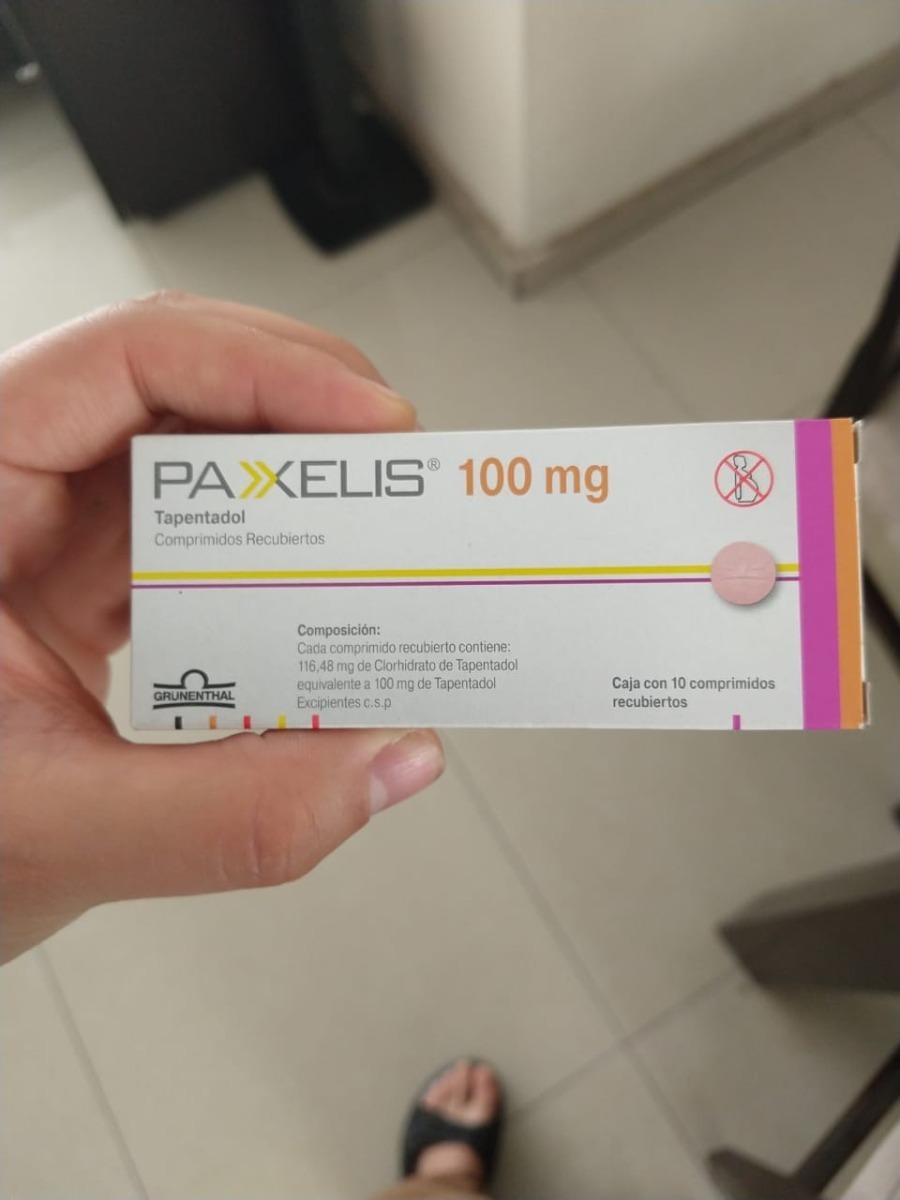 PAXELIS® 100 mg
Tapentadol
Comprimidos Recubiertos
Composición:
Cada comprimido recubierto contiene:
116,48 mg de Clorhidrato de Tapentadol
equivalente a 100 mg de Tapentadol
Excipientes c.s.p
GRÜNENTHAL
Caja con 10 comprimidos
recubiertos